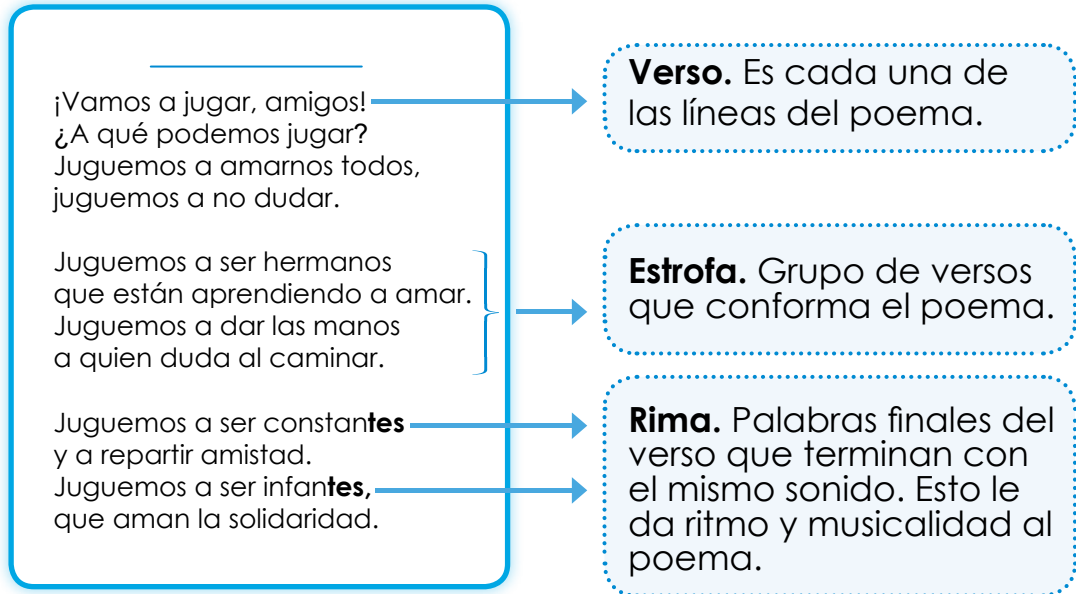 ¡Vamos a jugar, amigos!
¿A qué podemos jugar?
Juguemos a amarnos todos,
juguemos a no dudar.
Juguemos a ser hermanos
que están aprendiendo a amar.
Juguemos a dar las manos
a quien duda al caminar.
Juguemos a ser constantes
y a repartir amistad.
Juguemos a ser infantes,
que aman la solidaridad.
Verso. Es cada una de
las líneas del poema.
Estrofa. Grupo de versos
que conforma el poema.
Rima. Palabras finales del
verso que terminan con
el mismo sonido. Esto le
da ritmo y musicalidad al
poema.